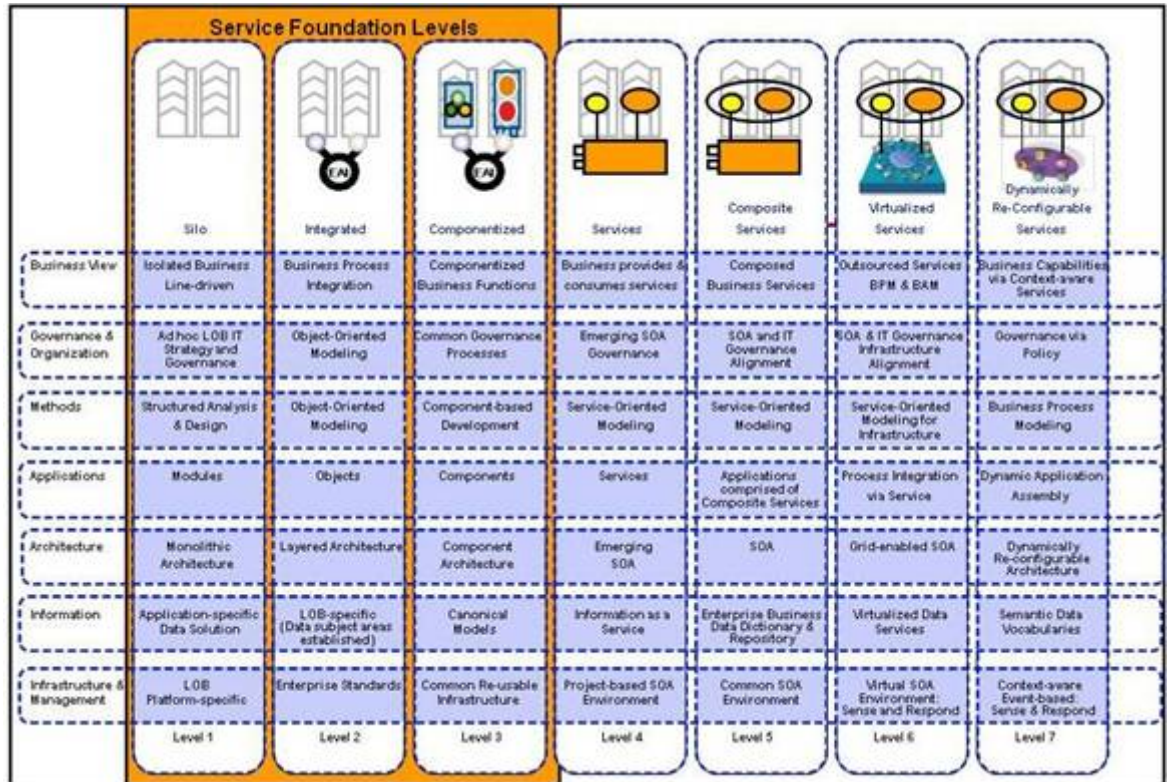 Service Foundation Levels
EAI
EAI
Dynamically
Composite
Virtualized
Re-Configurable
Silo
Integrated
Componentized
Services
Services
Services
Services
Business View
Isolated Business
Line-driven
Business Process
Integration
Componentized
Business Functions
Business provides &
consumes services
Composed
Business Services
Outsourced Services
BPM & BAM
Business Capabilities
via Context-aware
Services
Governance &
Organization
Ad hoc LOB IT
Strategy and
Governance
Object-Oriented
Modeling
Common Governance
Processes
Emerging SOA
Governance
SOA and IT
Governance
Alignment
SOA & IT Governance
Infrastructure
Alignment
Governance via
Policy
Methods
Structured Analysis
& Design
Object-Oriented
Modeling
Component-based
Development
Service-Oriented
Modeling
Service-Oriented
Modeling
Service-Oriented
Modeling for
Infrastructure
Business Process
Modeling
Applications
Modules
Objects
Components
Services
Applications
comprised of
Composite Services
Process Integration
via Service
Dynamic Application
Assembly
Architecture
Monolithic
Architecture
Layered Architecture
Component
Architecture
Emerging
SOA
SOA
Grid-enabled SOA
Dynamically
Re-configurable
Architecture
Information
Application-specific
Data Solution
LOB-specific
(Data subject areas
established)
Canonical
Models
Information as a
Service
Enterprise Business
Data Dictionary &
Repository
Virtualized Data
Services
Semantic Data
Vocabularies
Infrastructure &
Management
LOB
Platform-specific
Enterprise Standards
Common Re-usable
Infrastructure
Project-based SOA
Environment
Common SOA
Environment
Virtual SOA
Environment:
Sense and Respond
Context-aware
Event-based:
Sense & Respond
Level 1
Level 2
Level 3
Level 4
Level 5
Level 6
Level 7